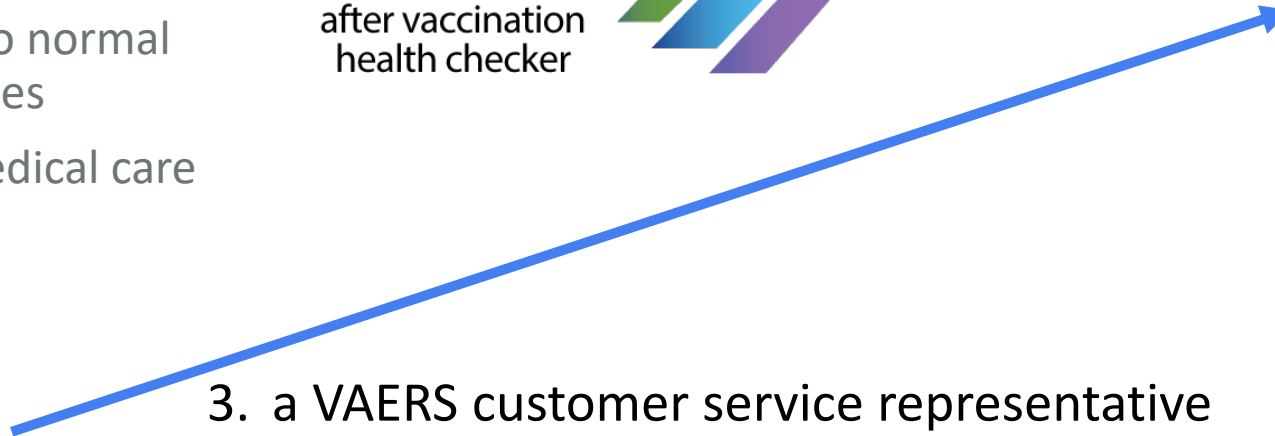 o normal
es
edical care
after vaccination
health checker
3. a VAERS customer service representative